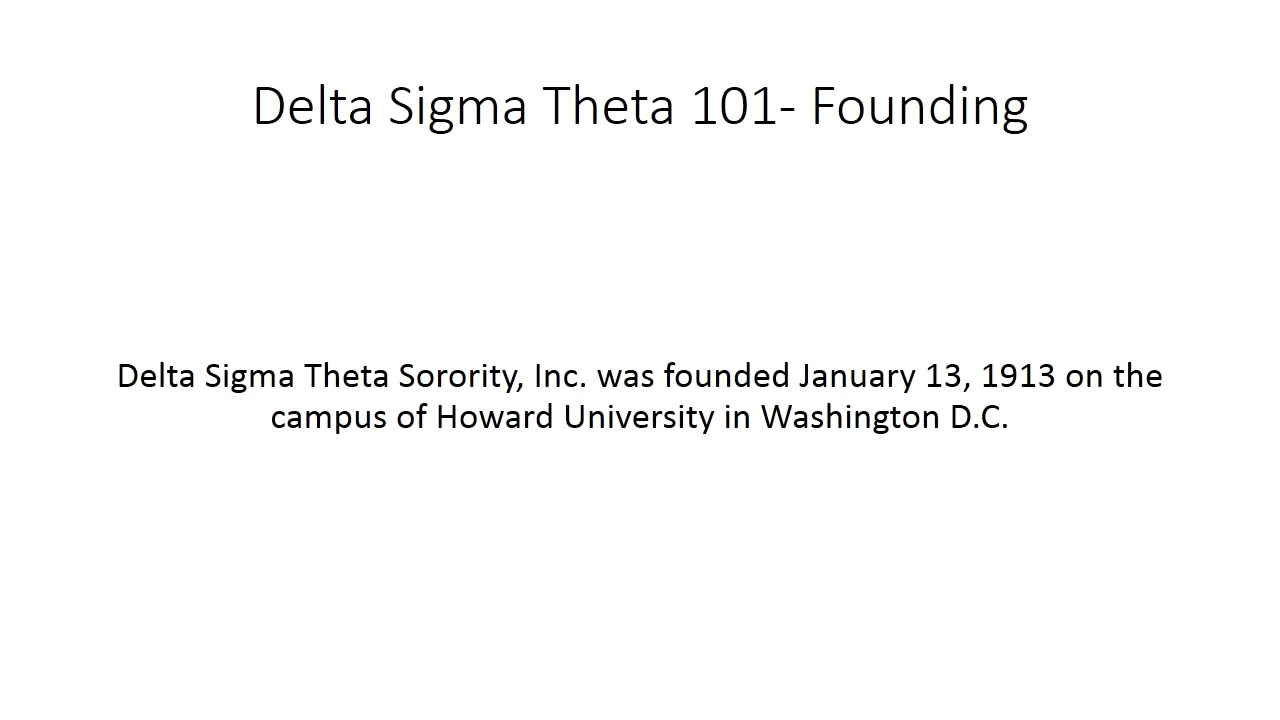 Delta Sigma Theta 101- Founding
Delta Sigma Theta Sorority, Inc. was founded January 13, 1913 on the
campus of Howard University in Washington D.C.